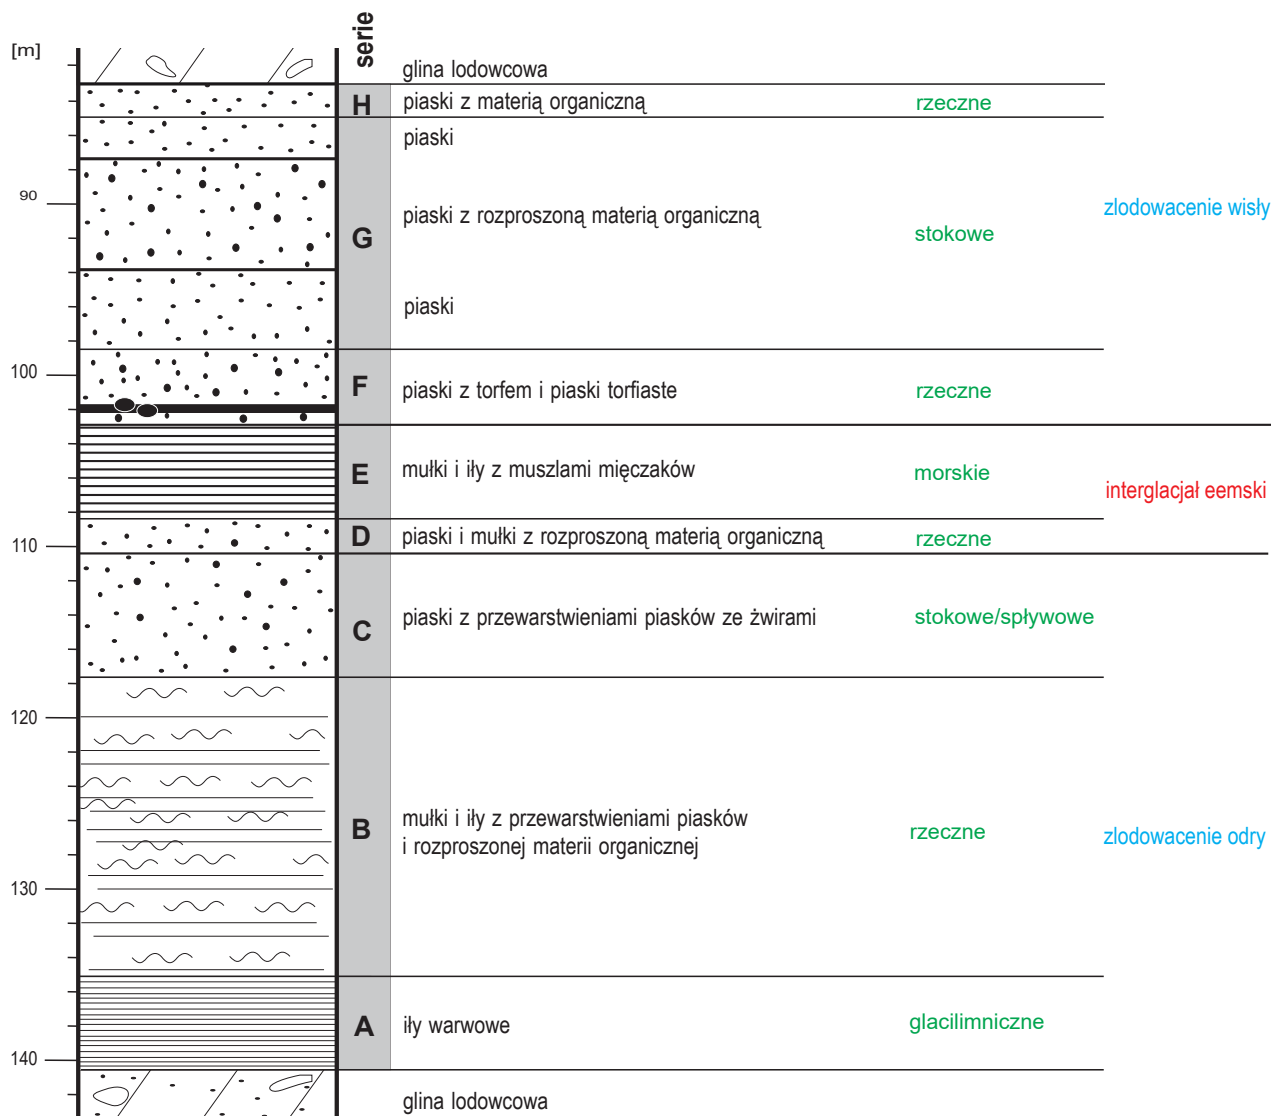 [m]
serie
glina lodowcowa
H
piaski z materią organiczną
rzeczne
piaski
90
piaski z rozproszoną materią organiczną
zlodowacenie wisły
G
stokowe
piaski
100
F
piaski z torfem i piaski torfiaste
rzeczne
E
mułki i iły z muszlami mięczaków
morskie
interglacjał eemski
110
D
piaski i mułki z rozproszoną materią organiczną
rzeczne
C
piaski z przewarstwieniami piasków ze żwirami
stokowe/spływowe
120
B
mułki i iły z przewarstwieniami piasków
i rozproszonej materii organicznej
rzeczne
zlodowacenie odry
130
A
iły warwowe
glacilimniczne
140
glina lodowcowa